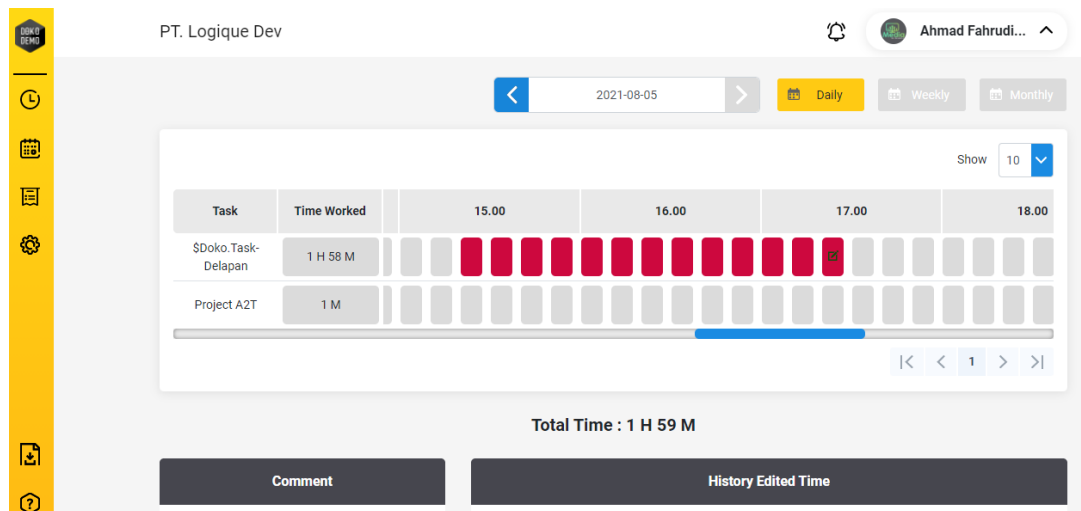 DOKO
DEMO
PT. Logique Dev
Ahmad Fahrudi...
2021-08-05
Daily
Weekly
Monthly
Show 10
Task Time Worked 15.00 16.00 17.00 18.00
$Doko.Task-
Delapan
1 H 58 M
Project A2T 1 M
1
Total Time : 1 H 59 M
Comment
History Edited Time